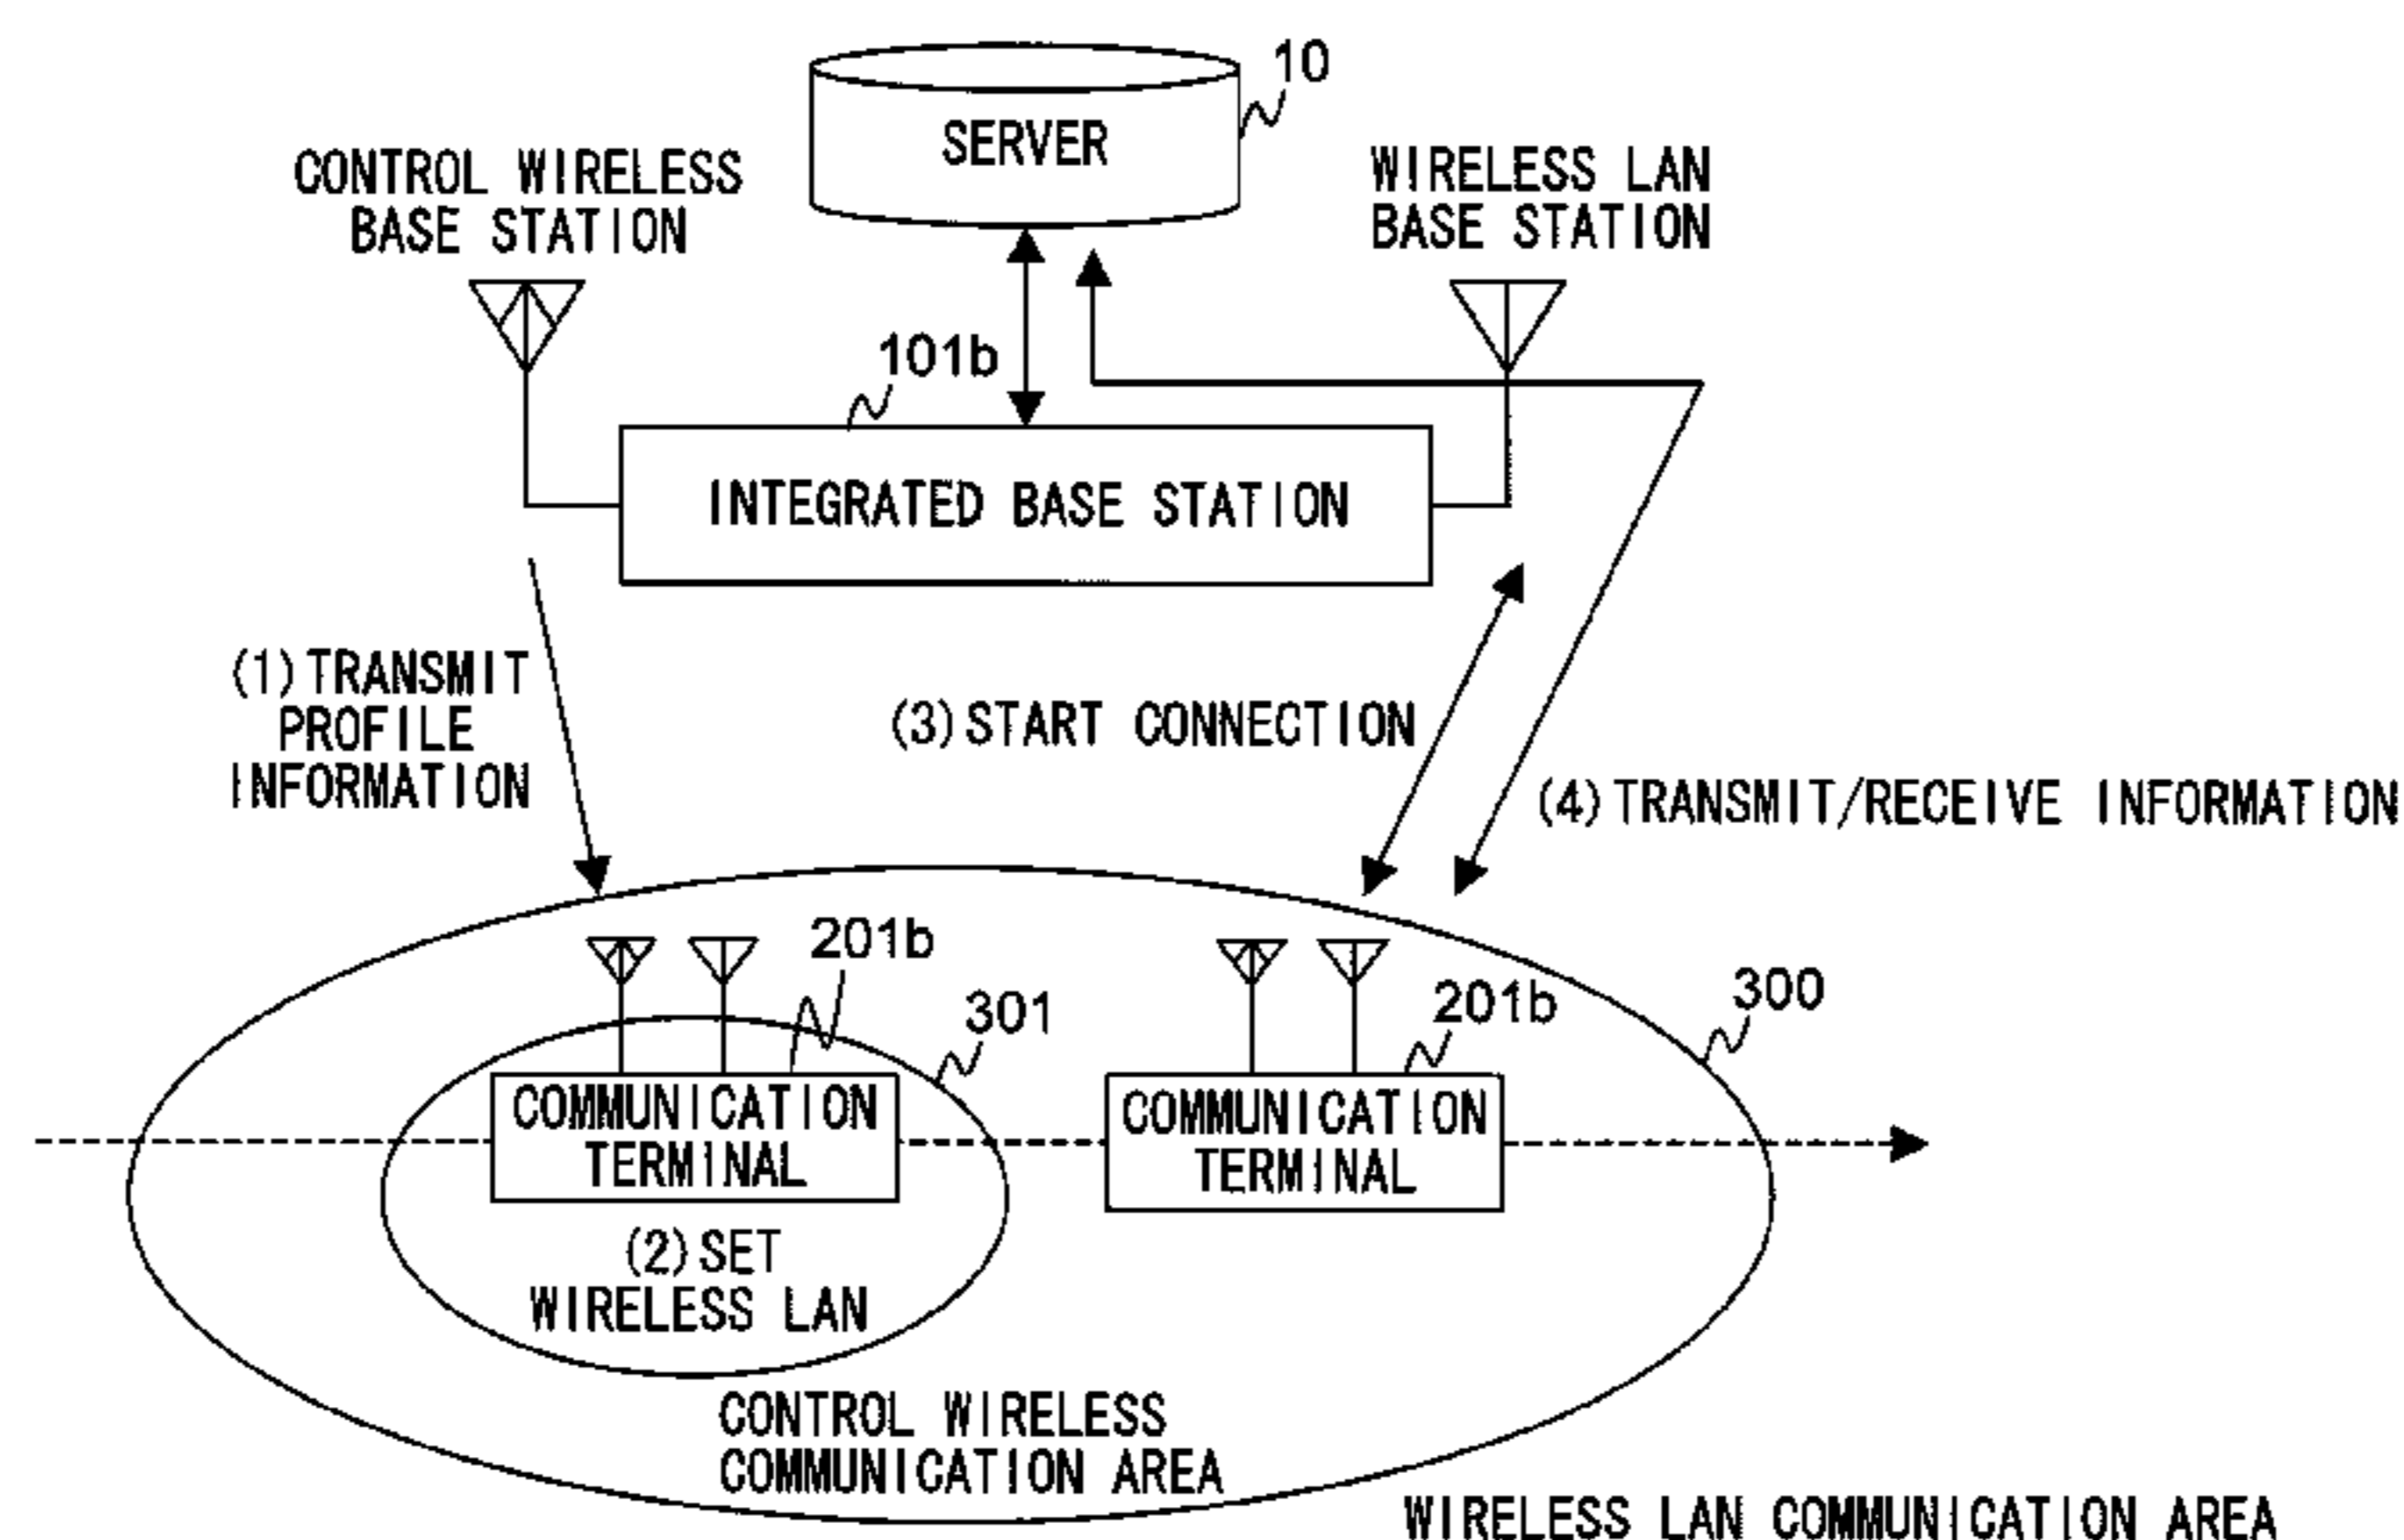 10
SERVER
CONTROL WIRELESS
BASE STATION
WIRELESS LAN
BASE STATION
101b
INTEGRATED BASE STATION
(1)TRANSMIT
PROFILE
INFORMATION
(3)START CONNECTION
(4)TRANSMIT/RECEIVE INFORMATION
201b
301
201b
300
COMMUNICATION
TERMINAL
COMMUNICATION
TERMINAL
(2)SET
WIRELESS LAN
CONTROL WIRELESS
COMMUNICATION AREA
WIRELESS LAN COMMUNICATION AREA